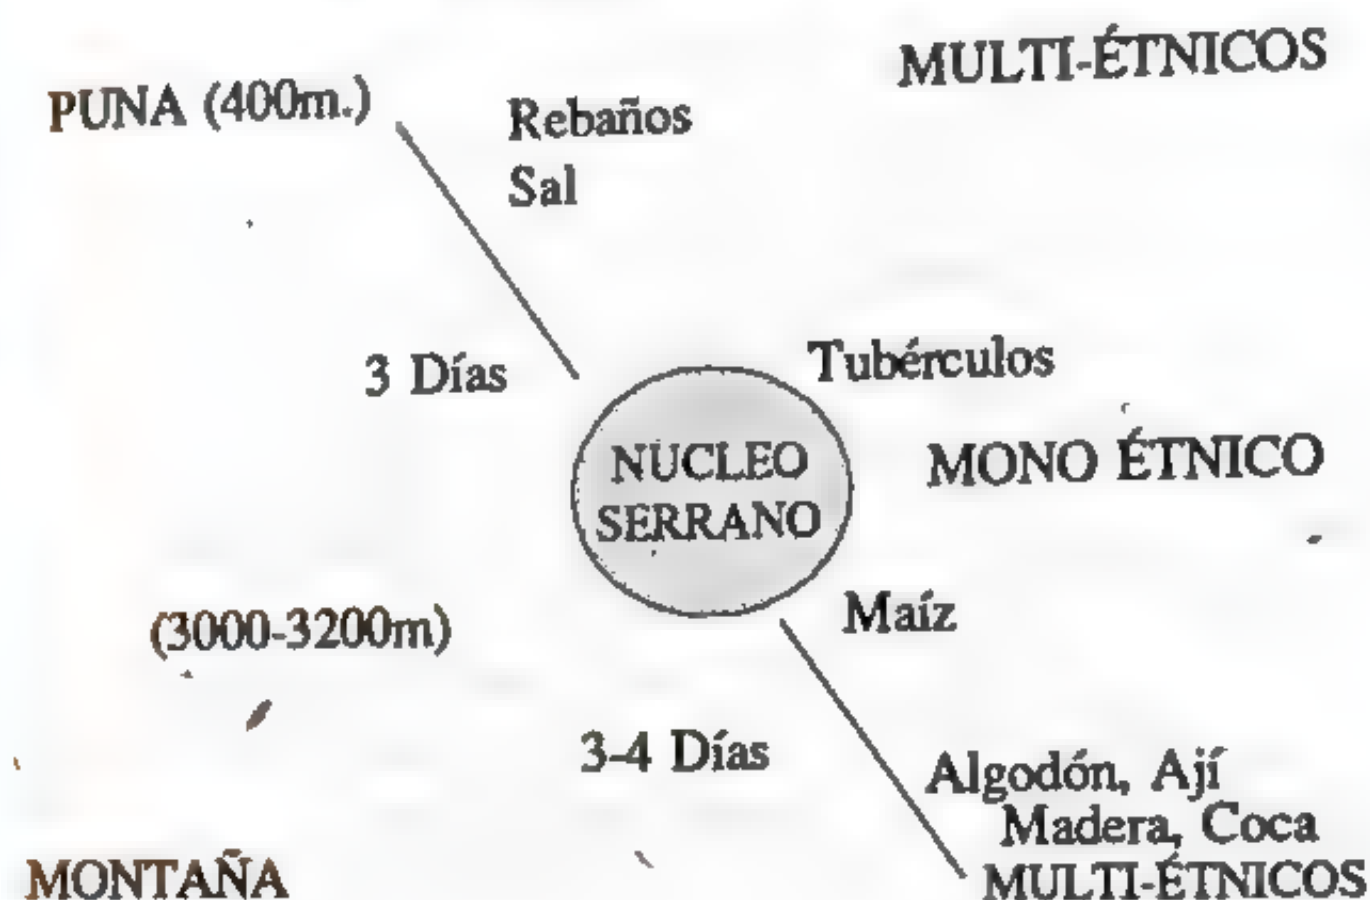 MULTI-ÉTNICOS
PUNA (400m.)
Rebaños
Sal
3 Días
Tubérculos
NUCLEO
SERRANO
MONO ÉTNICO
Maíz
(3000-3200m)
3-4 Días
Algodón, Ají
Madera, Coca
MONTAÑA
MULTI-ÉTNICOS